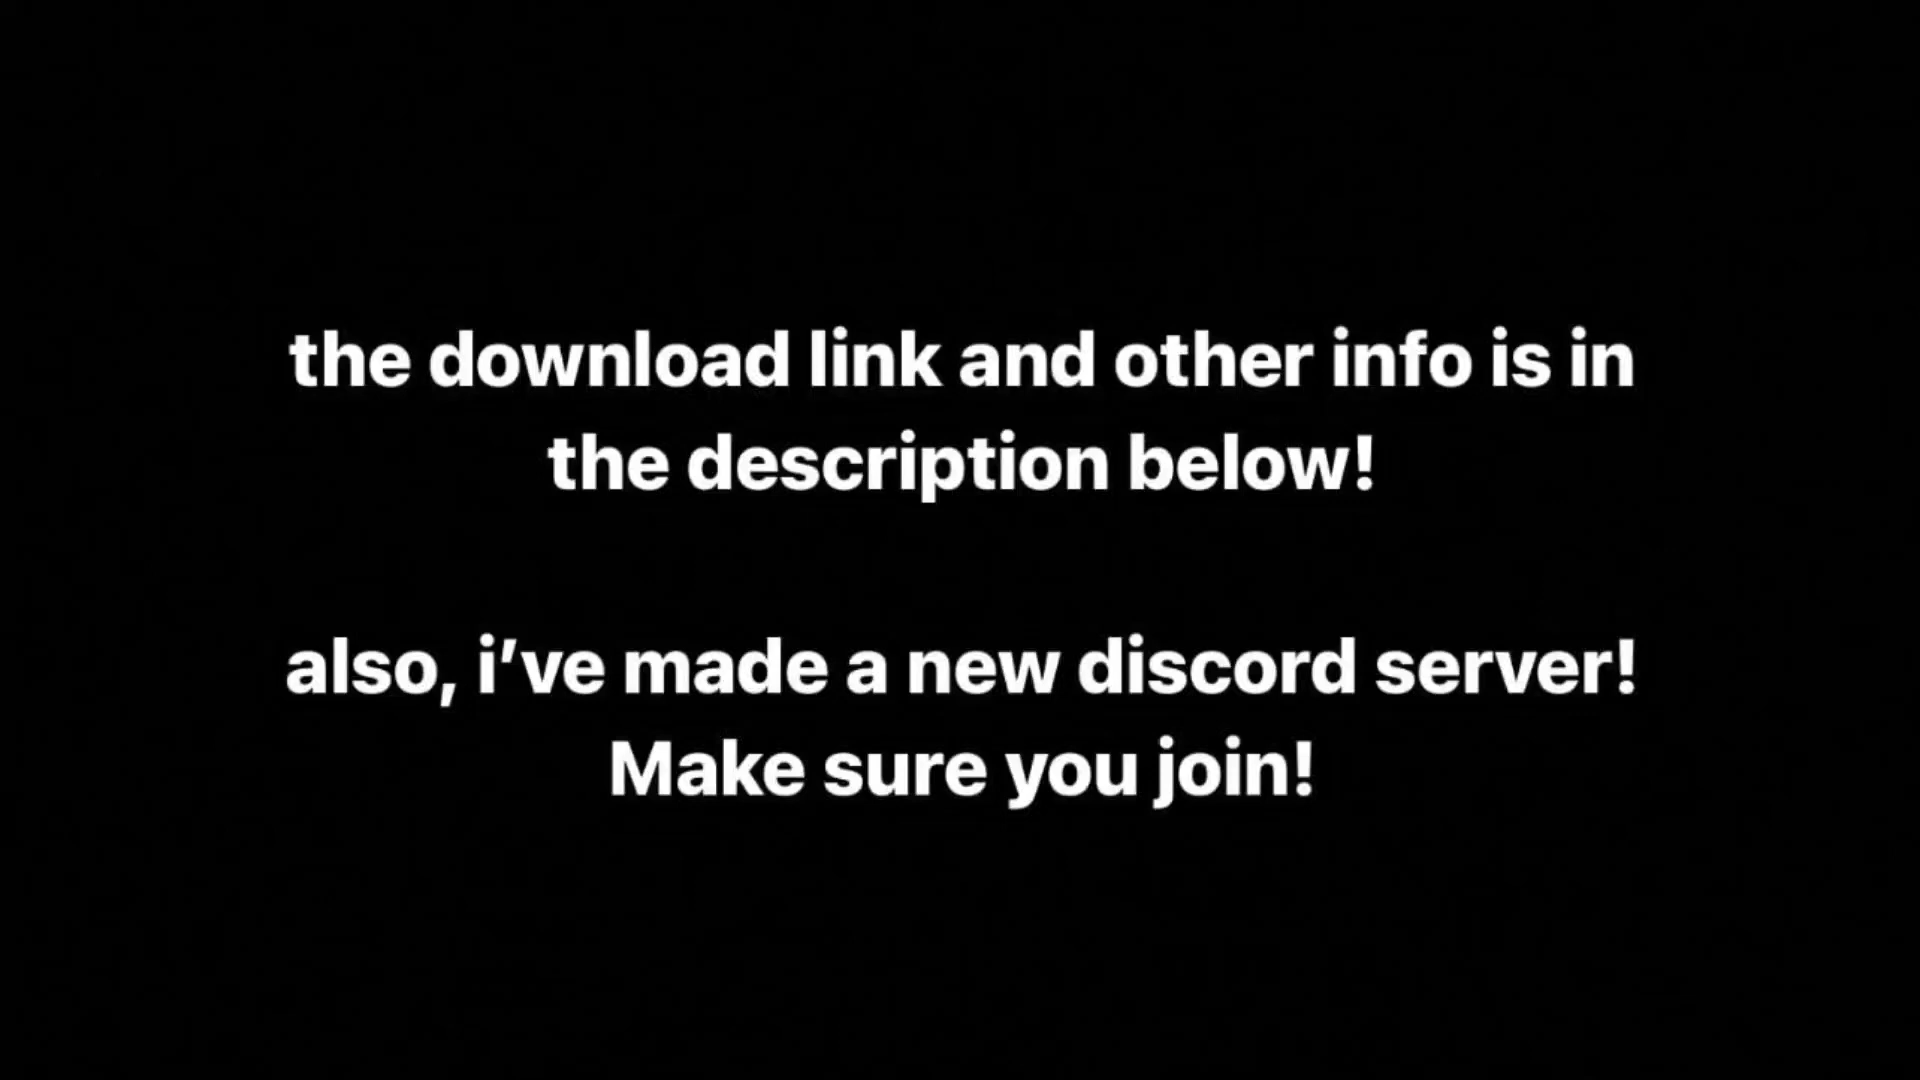 the download link and other info is in
the description below!
also, i’ve made a new discord server!
Make sure you join!